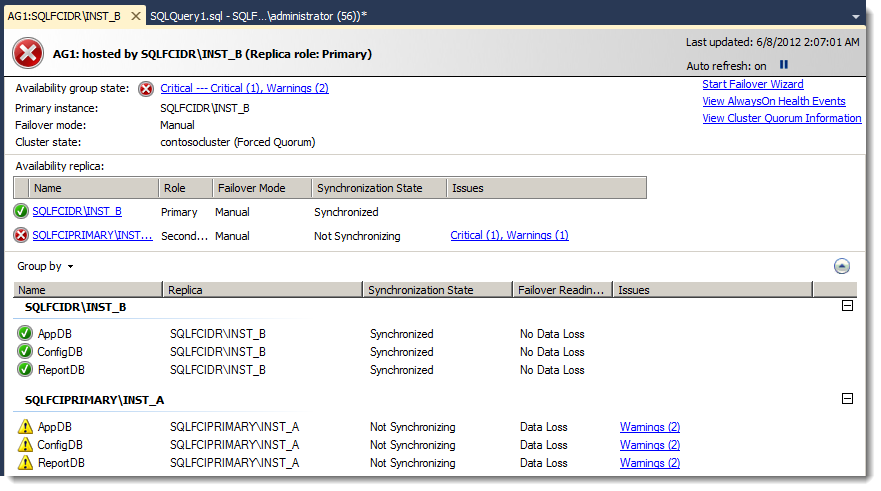 AG1:SQLFCIDR\INST_B SQLQuery1.sql - SQLF...\administrator (56))*
AG1: hosted by SQLFCIDR\INST_B (Replica role: Primary)
Last updated: 6/8/2012 2:07:01 AM
Auto refresh: on
Availability group state: Critical --- Critical (1), Warnings (2)
Start Failover Wizard
Primary instance: SQLFCIDR\INST_B
View AlwaysOn Health Events
Failover mode: Manual
View Cluster Quorum Information
Cluster state: contosocluster (Forced Quorum)
Availability replica:
Name Role Failover Mode Synchronization State Issues
SQLFCIDR\INST_B Primary Manual Synchronized
SQLFCIPRIMARY\INST... Second... Manual Not Synchronizing Critical (1), Warnings (1)
Group by
Name Replica Synchronization State Failover Readin... Issues
SQLFCIDR\INST_B
AppDB SQLFCIDR\INST_B Synchronized No Data Loss
ConfigDB SQLFCIDR\INST_B Synchronized No Data Loss
ReportDB SQLFCIDR\INST_B Synchronized No Data Loss
SQLFCIPRIMARY\INST_A
AppDB SQLFCIPRIMARY\INST_A Not Synchronizing Data Loss Warnings (2)
ConfigDB SQLFCIPRIMARY\INST_A Not Synchronizing Data Loss Warnings (2)
ReportDB SQLFCIPRIMARY\INST_A Not Synchronizing Data Loss Warnings (2)